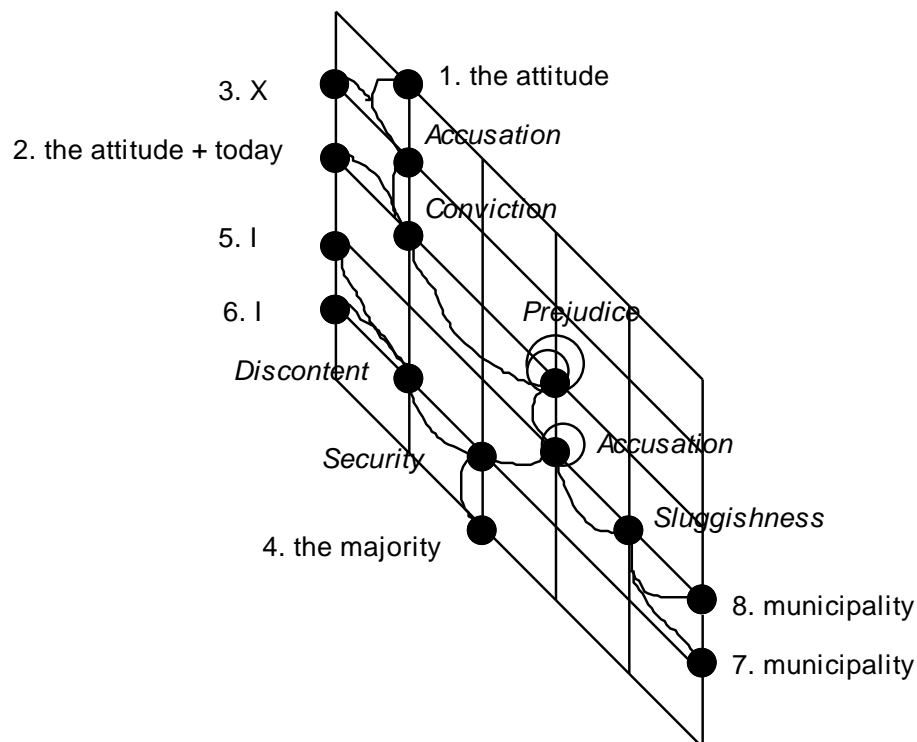 1. the attitude
3. X
Accusation
2. the attitude + today
Conviction
5. I
6. I
Prejudice
Discontent
Accusation
Security
Sluggishness
4. the majority
8. municipality
7. municipality